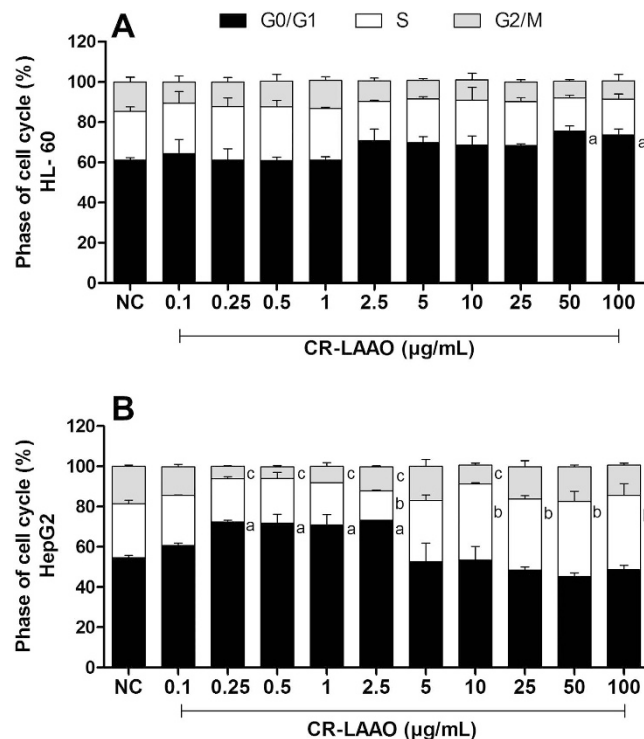 G0/G1 S G2/M
A
Phase of cell cycle (%)
HL- 60
120
100
80
60
40
20
0
a a
NC 0.1 0.25 0.5 1 2.5 5 10 25 50 100
CR-LAAO (µg/mL)
B
Phase of cell cycle (%)
HepG2
120
100
80
60
40
20
0
c c c c c
b b b b
a a a a
NC 0.1 0.25 0.5 1 2.5 5 10 25 50 100
CR-LAAO (µg/mL)